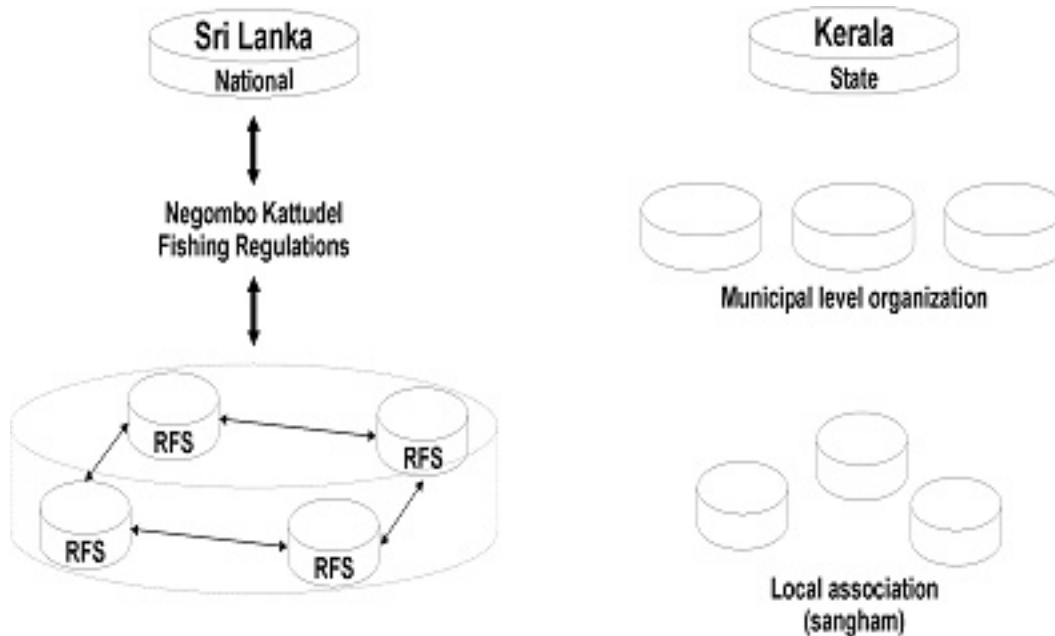 Sri Lanka
National
Negombo Kattudel
Fishing Regulations
RFS
RFS
RFS
RFS
Kerala
State
Municipal level organization
Local association
(sangham)